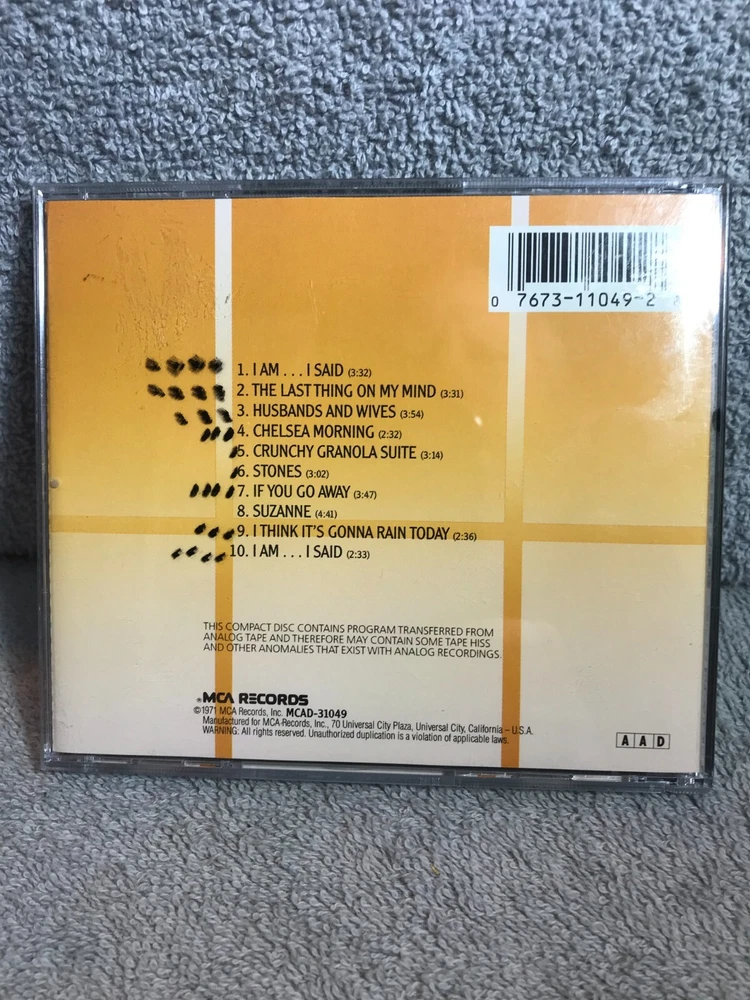 0 7673-11049-2
1. I AM . . . I SAID (3:32)
2. THE LAST THING ON MY MIND (3:31)
3. HUSBANDS AND WIVES (3:54)
4. CHELSEA MORNING (2:32)
5. CRUNCHY GRANOLA SUITE (3:14)
6. STONES (3:02)
7. IF YOU GO AWAY (3:47)
8. SUZANNE (4:41)
9. I THINK IT'S GONNA RAIN TODAY (2:36)
10. I AM . . . I SAID (2:33)
THIS COMPACT DISC CONTAINS PROGRAM TRANSFERRED FROM
ANALOG TAPE AND THEREFORE MAY CONTAIN SOME TAPE HISS
AND OTHER ANOMALIES THAT EXIST WITH ANALOG RECORDINGS.
MCA RECORDS
©1971 MCA Records, Inc. MCAD-31049
Manufactured for MCA Records, Inc., 70 Universal City Plaza, Universal City, California – U.S.A.
WARNING: All rights reserved. Unauthorized duplication is a violation of applicable laws.
A A D